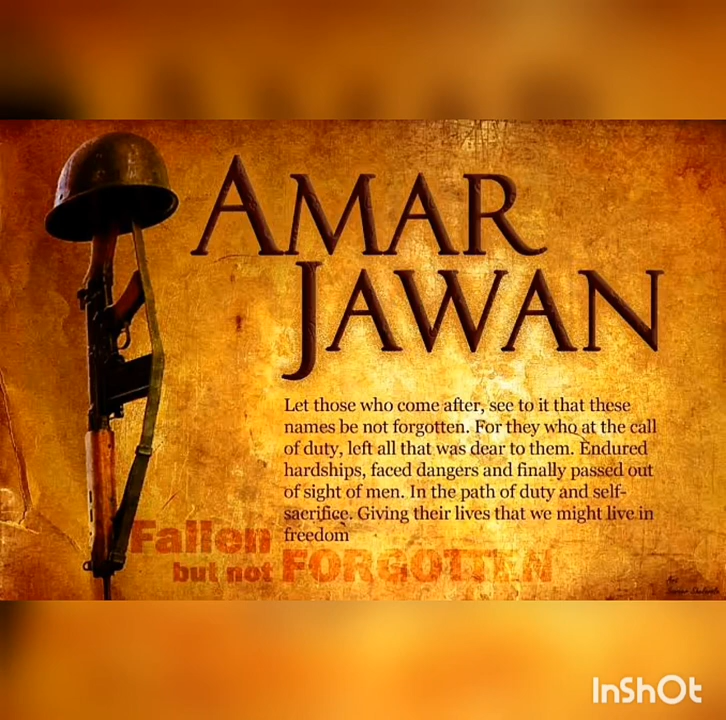 AMAR
JAWAN
Let those who come after, see to it that these
names be not forgotten. For they who at the call
of duty, left all that was dear to them. Endured
hardships, faced dangers and finally passed out
of sight of men. In the path of duty and self-
sacrifice. Giving their lives that we might live in
freedom
Fallen
but not FORGOTTEN
InShOt